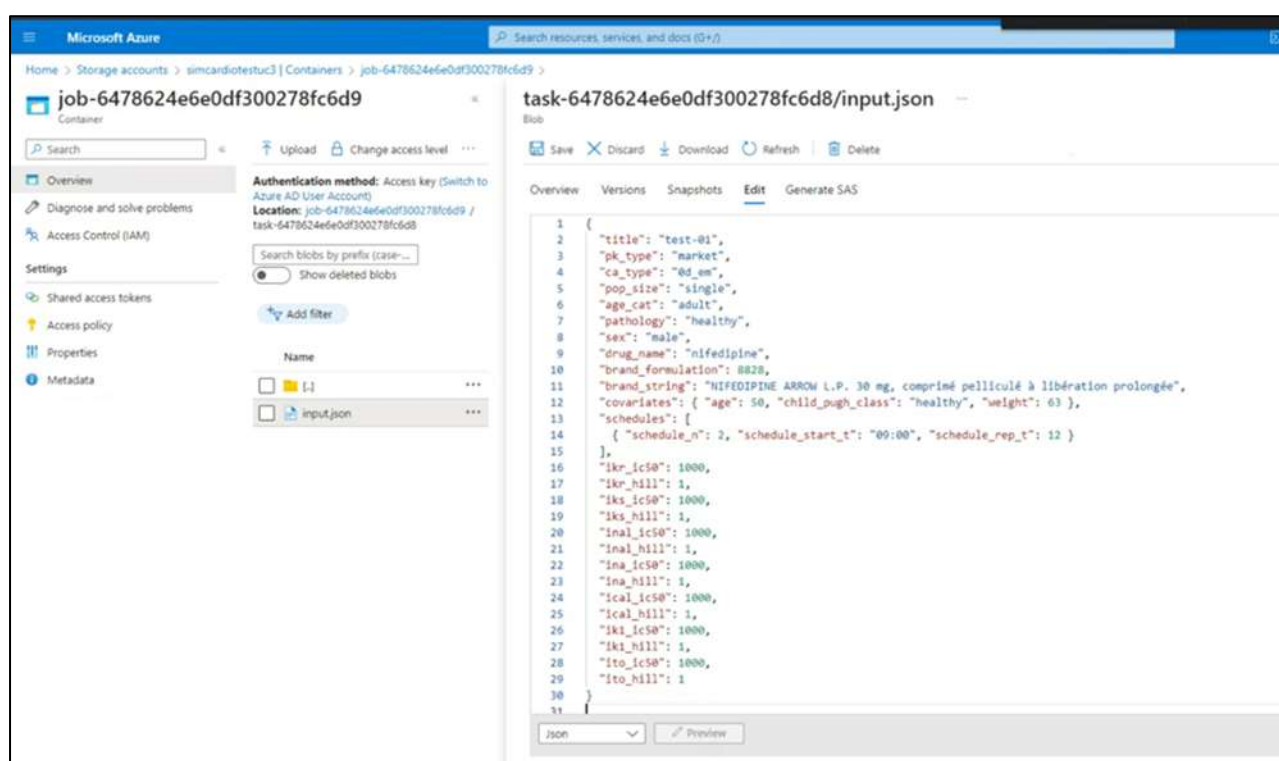 Microsoft Azure
Search resources, services, and docs (G+/)
Home > Storage accounts > simcardiotestuc3 | Containers > job-6478624e6e0df300278fc6d9 >
job-6478624e6e0df300278fc6d9
Container
Search
Overview
Diagnose and solve problems
Access Control (IAM)
Settings
Shared access tokens
Access policy
Properties
Metadata
Upload Change access level ...
Authentication method: Access key (Switch to
Azure AD User Account)
Location: job-6478624e6e0df300278fc6d9 /
task-6478624e6e0df300278fc6d8
Search blobs by prefix (case-...
Show deleted blobs
Add filter
Name
[..]
input.json
task-6478624e6e0df300278fc6d8/input.json ...
Blob
Save Discard Download Refresh Delete
Overview Versions Snapshots Edit Generate SAS
1 {
2 "title": "test-01",
3 "pk_type": "market",
4 "ca_type": "0d_em",
5 "pop_size": "single",
6 "age_cat": "adult",
7 "pathology": "healthy",
8 "sex": "male",
9 "drug_name": "nifedipine",
10 "brand_formulation": 8828,
11 "brand_string": "NIFEDIPINE ARROW L.P. 30 mg, comprimé pelliculé à libération prolongée",
12 "covariates": { "age": 50, "child_pugh_class": "healthy", "weight": 63 },
13 "schedules": [
14 { "schedule_n": 2, "schedule_start_t": "09:00", "schedule_rep_t": 12 }
15 ],
16 "ikr_ic50": 1000,
17 "ikr_hill": 1,
18 "iks_ic50": 1000,
19 "iks_hill": 1,
20 "inal_ic50": 1000,
21 "inal_hill": 1,
22 "ina_ic50": 1000,
23 "ina_hill": 1,
24 "ical_ic50": 1000,
25 "ical_hill": 1,
26 "ik1_ic50": 1000,
27 "ik1_hill": 1,
28 "ito_ic50": 1000,
29 "ito_hill": 1
30 }
31
Json Preview